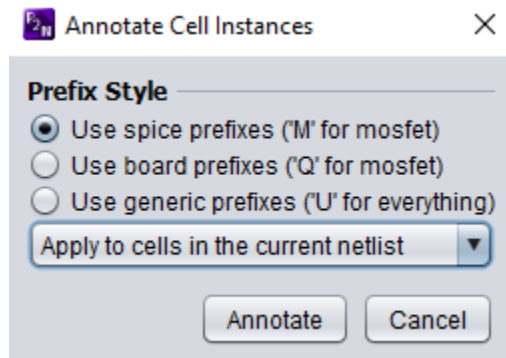 P2N Annotate Cell Instances
Prefix Style
Use spice prefixes ('M' for mosfet)
Use board prefixes ('Q' for mosfet)
Use generic prefixes ('U' for everything)
Apply to cells in the current netlist
Annotate Cancel